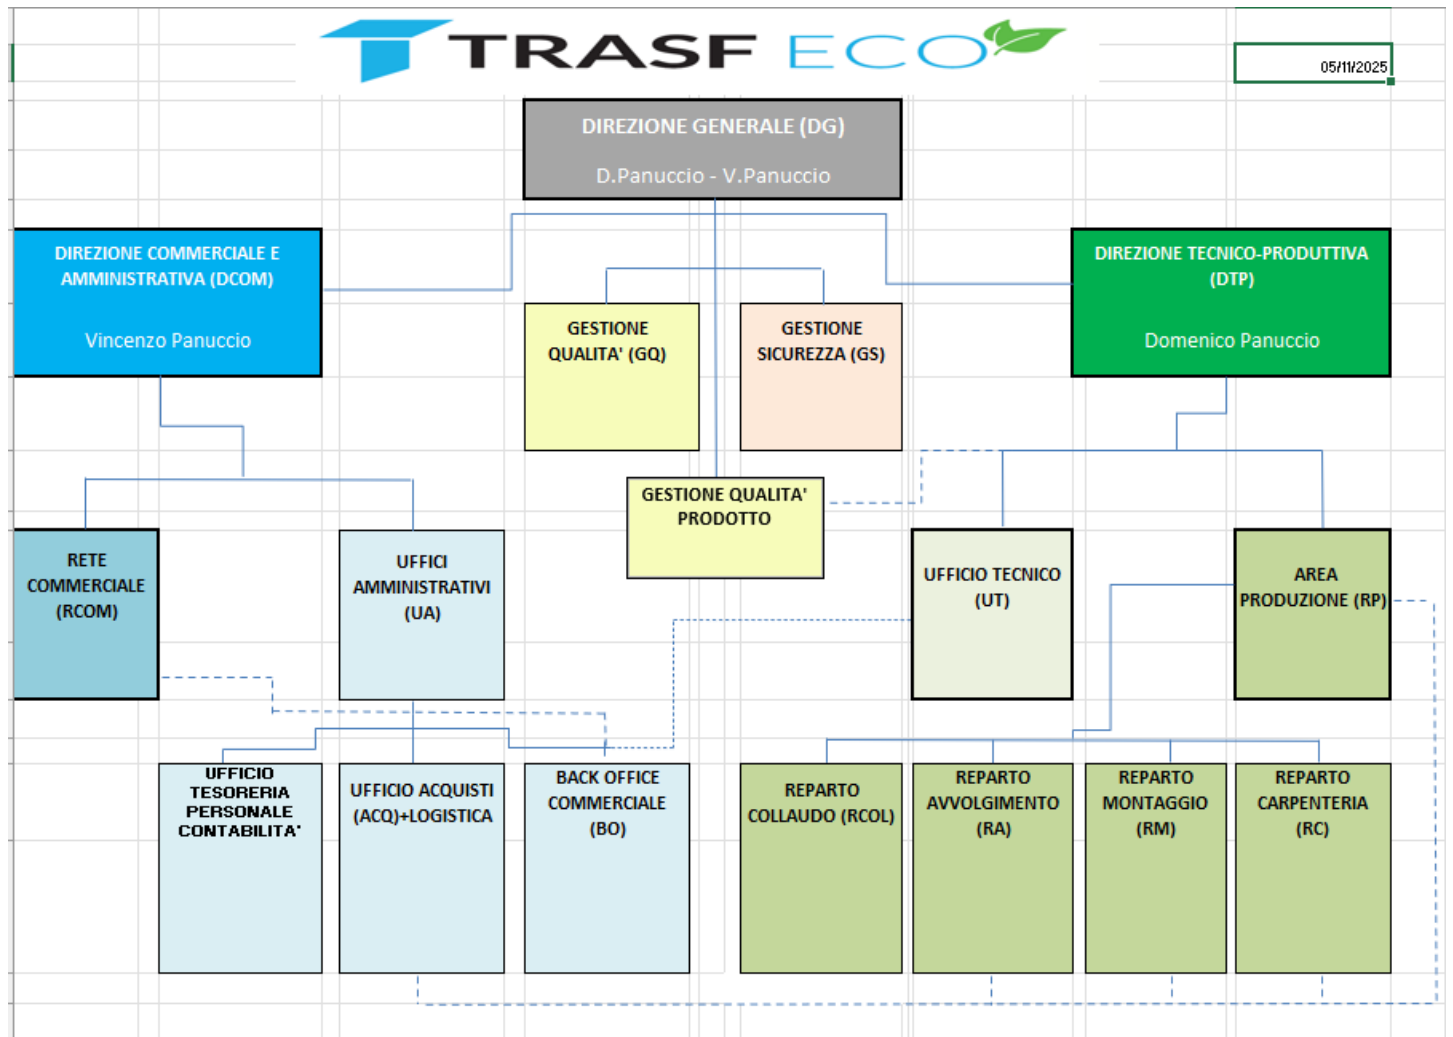 TRASF ECO
05/11/2025
DIREZIONE GENERALE (DG)
D.Panuccio - V.Panuccio
DIREZIONE COMMERCIALE E
AMMINISTRATIVA (DCOM)
Vincenzo Panuccio
DIREZIONE TECNICO-PRODUTTIVA
(DTP)
Domenico Panuccio
GESTIONE
QUALITA' (GQ)
GESTIONE
SICUREZZA (GS)
GESTIONE QUALITA'
PRODOTTO
RETE
COMMERCIALE
(RCOM)
UFFICI
AMMINISTRATIVI
(UA)
UFFICIO TECNICO
(UT)
AREA
PRODUZIONE (RP)
UFFICIO
TESORERIA
PERSONALE
CONTABILITA'
UFFICIO ACQUISTI
(ACQ)+LOGISTICA
BACK OFFICE
COMMERCIALE
(BO)
REPARTO
COLLAUDO (RCOL)
REPARTO
AVVOLGIMENTO
(RA)
REPARTO
MONTAGGIO
(RM)
REPARTO
CARPENTERIA
(RC)